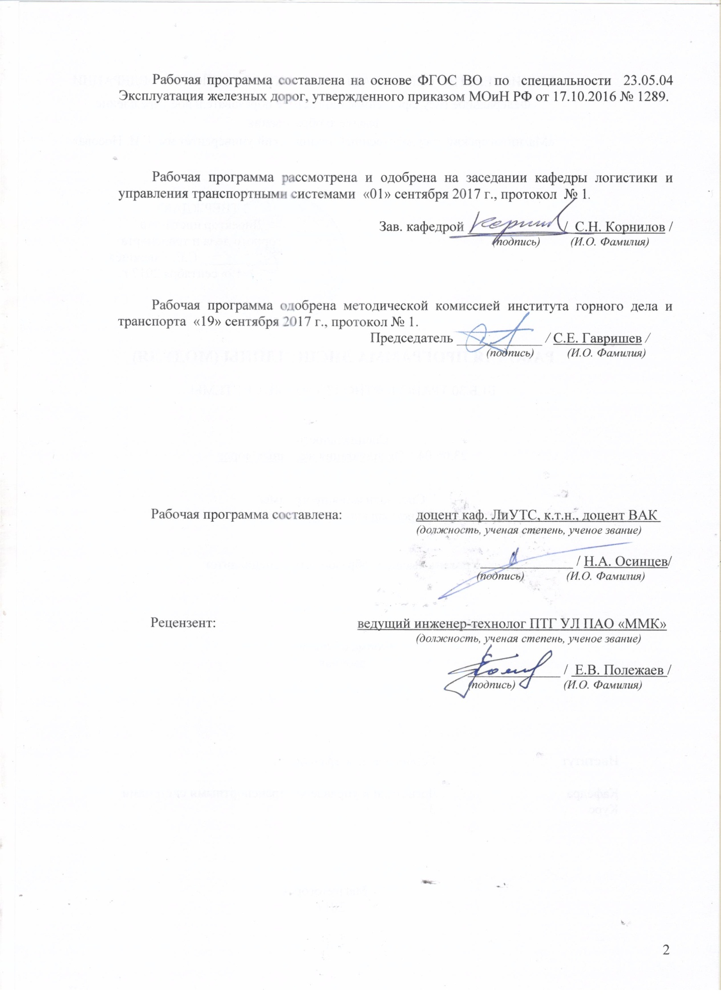 Рабочая программа составлена на основе ФГОС ВО по специальности 23.05.04
Эксплуатация железных дорог, утвержденного приказом МОиН РФ от 17.10.2016 № 1289.
Рабочая программа рассмотрена и одобрена на заседании кафедры логистики и
управления транспортными системами «01» сентября 2017 г., протокол № 1.
Зав. кафедрой ____________ / С.Н. Корнилов /
(подпись) (И.О. Фамилия)
Рабочая программа одобрена методической комиссией института горного дела и
транспорта «19» сентября 2017 г., протокол № 1.
Председатель ____________ / С.Е. Гавришев /
(подпись) (И.О. Фамилия)
Рабочая программа составлена: доцент каф. ЛиУТС, к.т.н., доцент ВАК
(должность, ученая степень, ученое звание)
____________ / Н.А. Осинцев/
(подпись) (И.О. Фамилия)
Рецензент: ведущий инженер-технолог ПТГ УЛ ПАО «ММК»
(должность, ученая степень, ученое звание)
____________ / Е.В. Полежаев /
(подпись) (И.О. Фамилия)
2